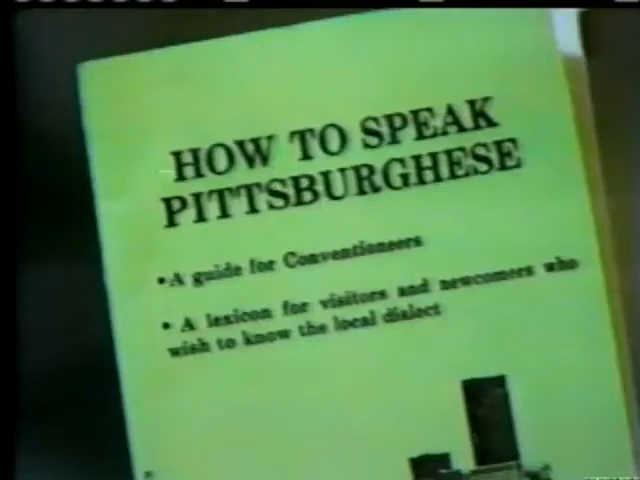 HOW TO SPEAK
PITTSBURGHESE
•A guide for Conventioneers
• A lexicon for visitors and newcomers who
wish to know the local dialect